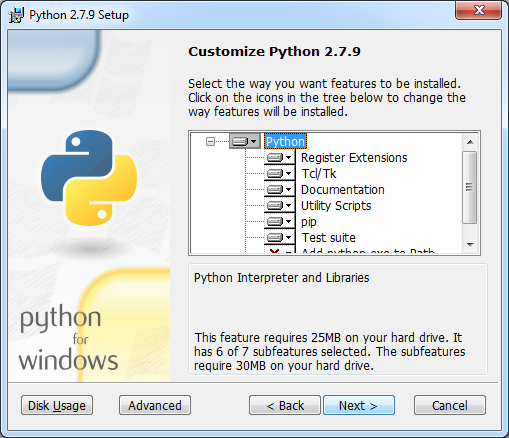 Python 2.7.9 Setup
Customize Python 2.7.9
Select the way you want features to be installed.
Click on the icons in the tree below to change the
way features will be installed.
Python
Register Extensions
Tcl/Tk
Documentation
Utility Scripts
pip
Test suite
Add python.exe to Path
Python Interpreter and Libraries
This feature requires 25MB on your hard drive. It
has 6 of 7 subfeatures selected. The subfeatures
require 30MB on your hard drive.
python
for
windows
Disk Usage
Advanced
< Back
Next >
Cancel